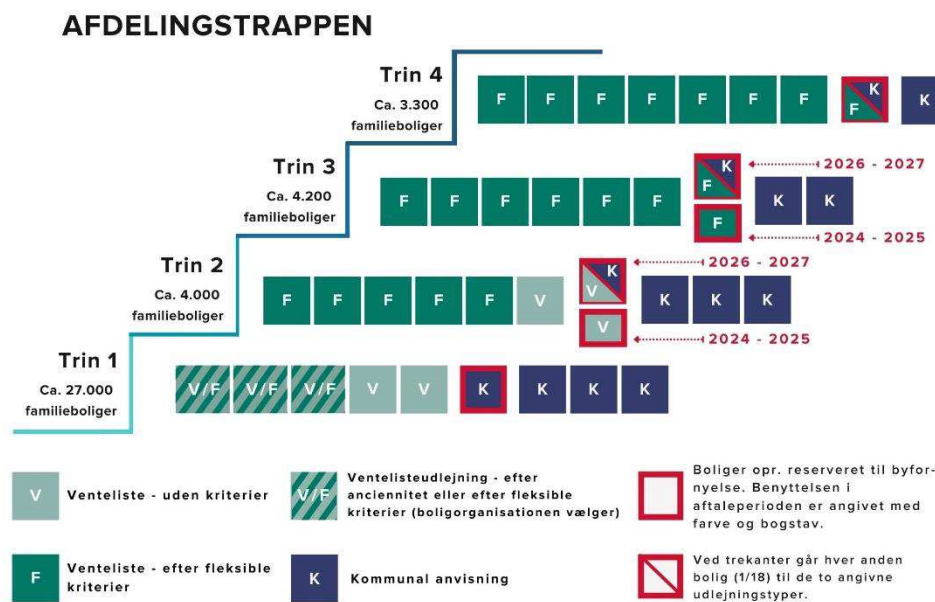 AFDELINGSTRAPPEN
Trin 4
Ca. 3.300
familieboliger
F F F F F F F K F K
Trin 3
Ca. 4.200
familieboliger
F F F F F F K F K K
F
2026 - 2027
2024 - 2025
Trin 2
Ca. 4.000
familieboliger
F F F F F V K V K K K
V
2026 - 2027
2024 - 2025
Trin 1
Ca. 27.000
familieboliger
V/F V/F V/F V V K K K K
V Venteliste - uden kriterier
V/F Ventelisteudlejning - efter
anciennitet eller efter fleksible
kriterier (boligorganisationen vælger)
Boliger opr. reserveret til byfor-
nyelse. Benyttelsen i
aftaleperioden er angivet med
farve og bogstav.
F Venteliste - efter fleksible
kriterier
K Kommunal anvisning
Ved trekanter går hver anden
bolig (1/18) til de to angivne
udlejningstyper.